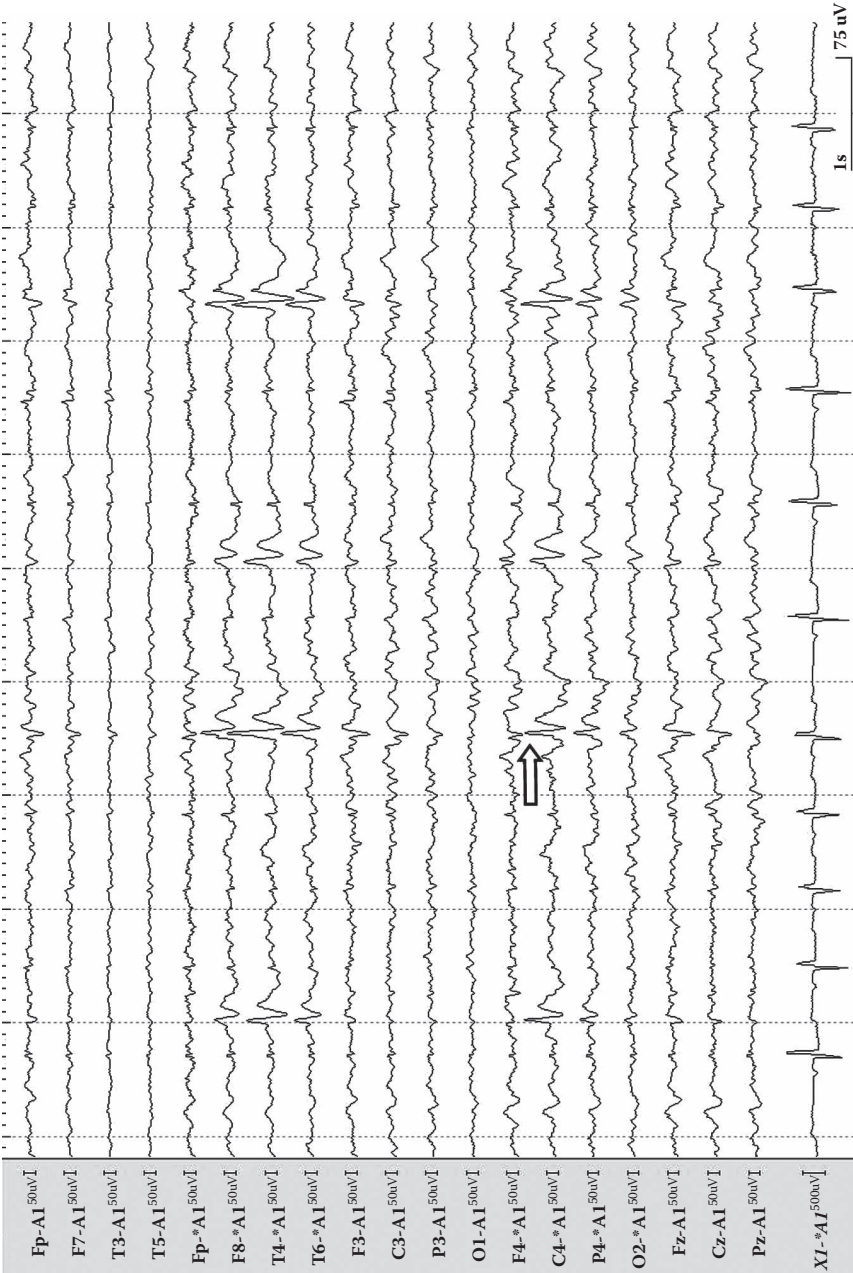 Fp-A1 50uV
F7-A1 50uV
T3-A1 50uV
T5-A1 50uV
Fp-*A1 50uV
F8-*A1 50uV
T4-*A1 50uV
T6-*A1 50uV
F3-A1 50uV
C3-A1 50uV
P3-A1 50uV
O1-A1 50uV
F4-*A1 50uV
C4-*A1 50uV
P4-*A1 50uV
O2-*A1 50uV
Fz-A1 50uV
Cz-A1 50uV
Pz-A1 50uV
X1-*A1 500uV
1s
75 uV